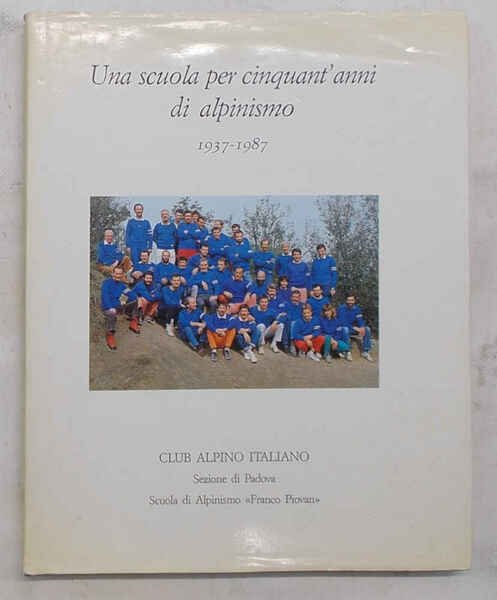 Una scuola per cinquant'anni
di alpinismo
1937-1987
CLUB ALPINO ITALIANO
Sezione di Padova
Scuola di Alpinismo «Franco Piovan»